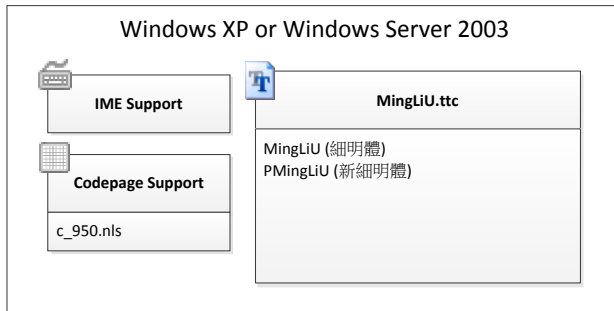 Windows XP or Windows Server 2003
IME Support
Codepage Support
c_950.nls
MingLiU.ttc
MingLiU (細明體)
PMingLiU (新細明體)